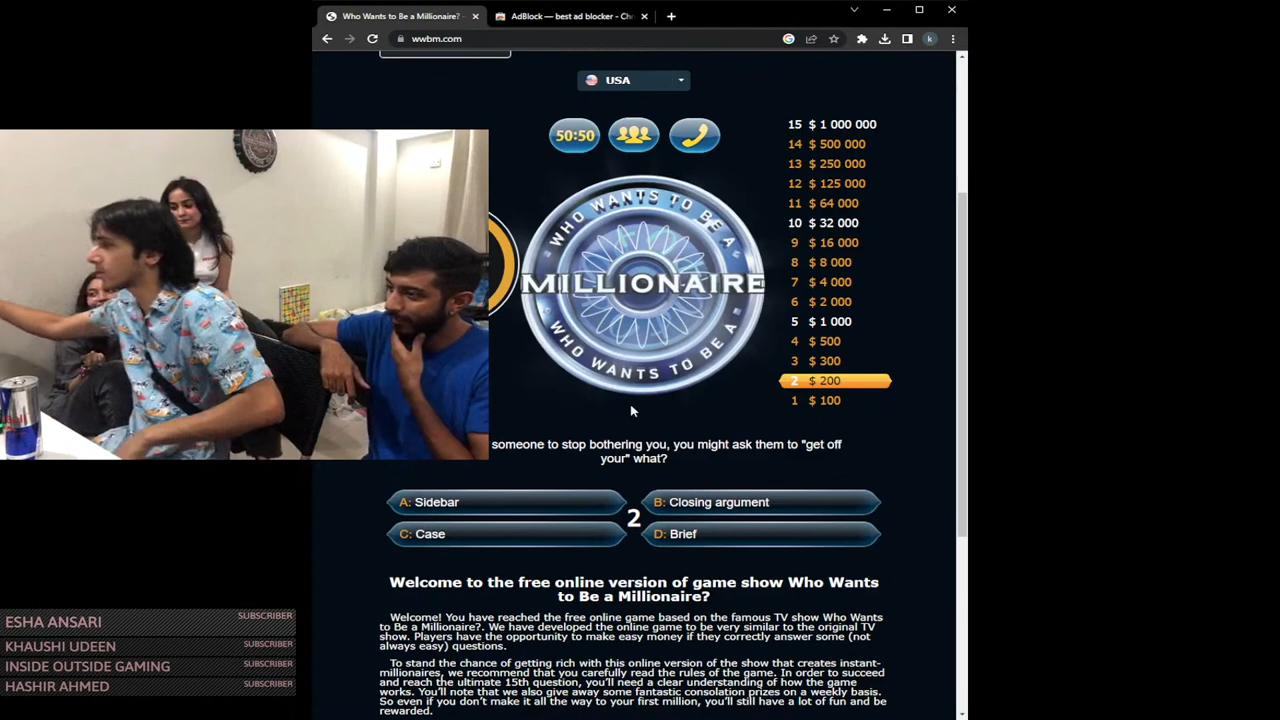 Who Wants to Be a Millionaire? -
AdBlock — best ad blocker - Chr
wwbm.com
k
USA
50:50
15 $ 1 000 000
14 $ 500 000
13 $ 250 000
12 $ 125 000
11 $ 64 000
10 $ 32 000
9 $ 16 000
8 $ 8 000
7 $ 4 000
6 $ 2 000
5 $ 1 000
4 $ 500
3 $ 300
2 $ 200
1 $ 100
WHO WANTS TO BE A
MILLIONAIRE
WHO WANTS TO BE A
someone to stop bothering you, you might ask them to "get off
your" what?
A: Sidebar
B: Closing argument
2
C: Case
D: Brief
Welcome to the free online version of game show Who Wants
to Be a Millionaire?
Welcome! You have reached the free online game based on the famous TV show Who Wants
to Be a Millionaire?. We have developed the online game to be very similar to the original TV
show. Players have the opportunity to make easy money if they correctly answer some (not
always easy) questions.
To stand the chance of getting rich with this online version of the show that creates instant-
millionaires, we recommend that you carefully read the rules of the game. In order to succeed
and reach the ultimate 15th question, you'll need a clear understanding of how the game
works. You'll note that we also give away some fantastic consolation prizes on a weekly basis.
So even if you don't make it all the way to your first million, you'll still have a lot of fun and be
rewarded.
ESHA ANSARI SUBSCRIBER
KHAUSHI UDEEN SUBSCRIBER
INSIDE OUTSIDE GAMING SUBSCRIBER
HASHIR AHMED SUBSCRIBER